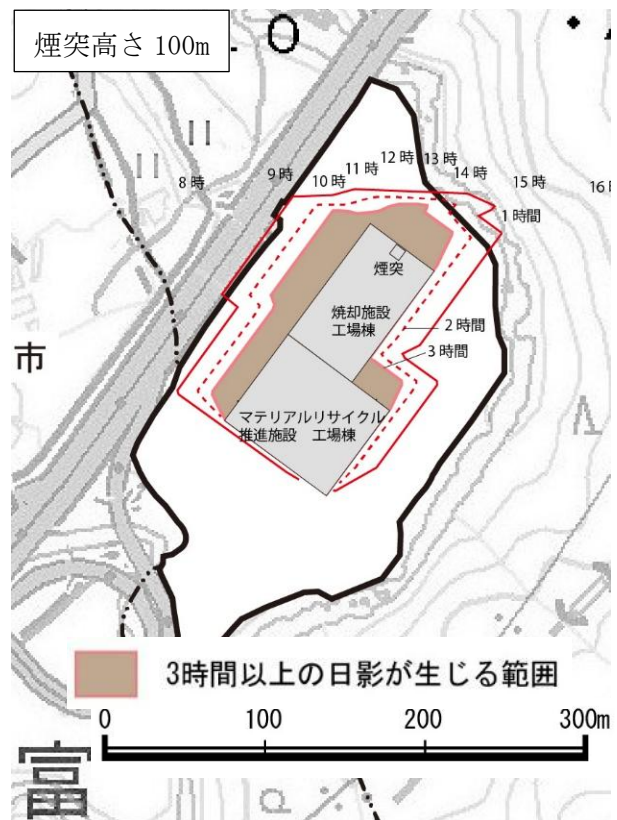 煙突高さ 100m
8時
9時
10時
11時
12時
13時
14時
15時
16時
1時間
煙突
焼却施設
工場棟
2時間
3時間
市
マテリアルリサイクル
推進施設 工場棟
3時間以上の日影が生じる範囲
0 100 200 300m
富